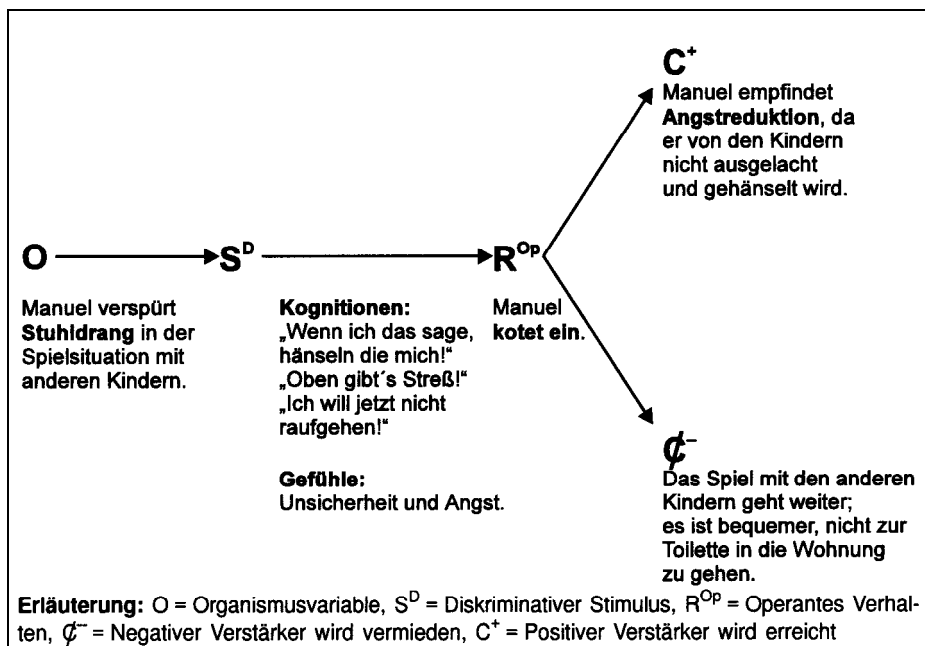 C⁺
Manuel empfindet
Angstreduktion, da
er von den Kindern
nicht ausgelacht
und gehänselt wird.
O
Sᴰ
Rᴼᵖ
Manuel verspürt
Stuhldrang in der
Spielsituation mit
anderen Kindern.
Kognitionen:
„Wenn ich das sage,
hänseln die mich!“
„Oben gibt´s Streß!“
„Ich will jetzt nicht
raufgehen!“
Gefühle:
Unsicherheit und Angst.
Manuel
kotet ein.
₵⁻
Das Spiel mit den anderen
Kindern geht weiter;
es ist bequemer, nicht zur
Toilette in die Wohnung
zu gehen.
Erläuterung: O = Organismusvariable, Sᴰ = Diskriminativer Stimulus, Rᴼᵖ = Operantes Verhal-
ten, ₵⁻ = Negativer Verstärker wird vermieden, C⁺ = Positiver Verstärker wird erreicht